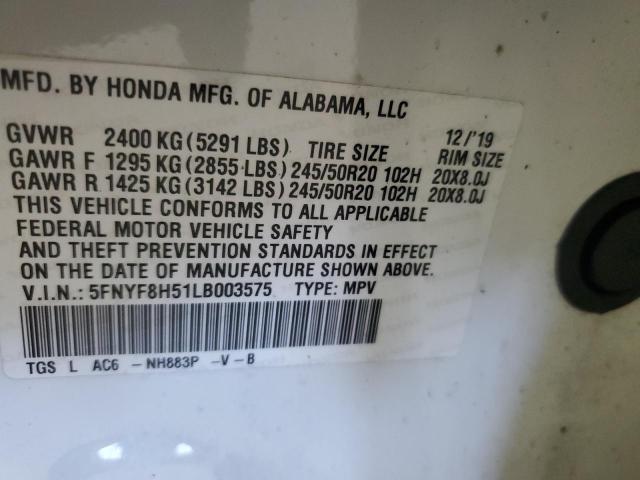 MFD. BY HONDA MFG. OF ALABAMA, LLC
GVWR 2400 KG (5291 LBS) TIRE SIZE 12/'19 RIM SIZE
GAWR F 1295 KG (2855 LBS) 245/50R20 102H 20X8.0J
GAWR R 1425 KG (3142 LBS) 245/50R20 102H 20X8.0J
THIS VEHICLE CONFORMS TO ALL APPLICABLE
FEDERAL MOTOR VEHICLE SAFETY
AND THEFT PREVENTION STANDARDS IN EFFECT
ON THE DATE OF MANUFACTURE SHOWN ABOVE.
V.I.N.: 5FNYF8H51LB003575 TYPE: MPV
TGS L AC6 -NH883P -V-B